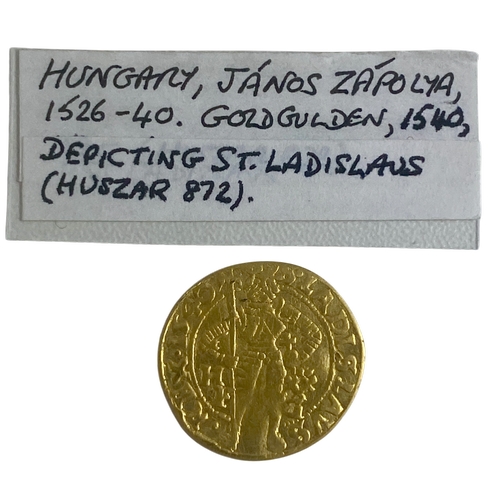 HUNGARY, JÁNOS ZÁPOLYA,
1526-40. GOLDGULDEN, 1540,
DEPICTING ST. LADISLAUS
(HUSZAR 872).